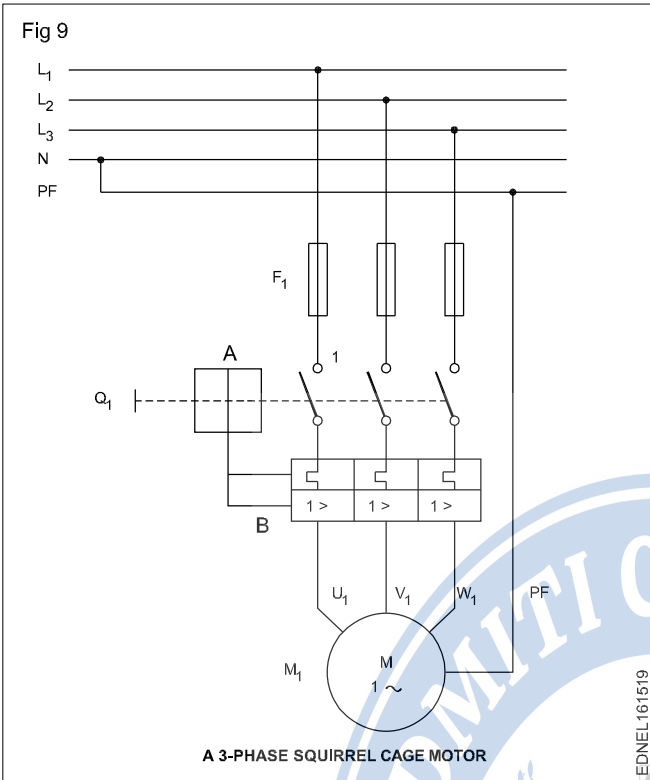 Fig 9
L1
L2
L3
N
PF
F1
A
1
Q1
B
1 >
1 >
1 >
U1
V1
W1
PF
M1
M
1 ~
A 3-PHASE SQUIRREL CAGE MOTOR
EDNEL161519
DMITI C